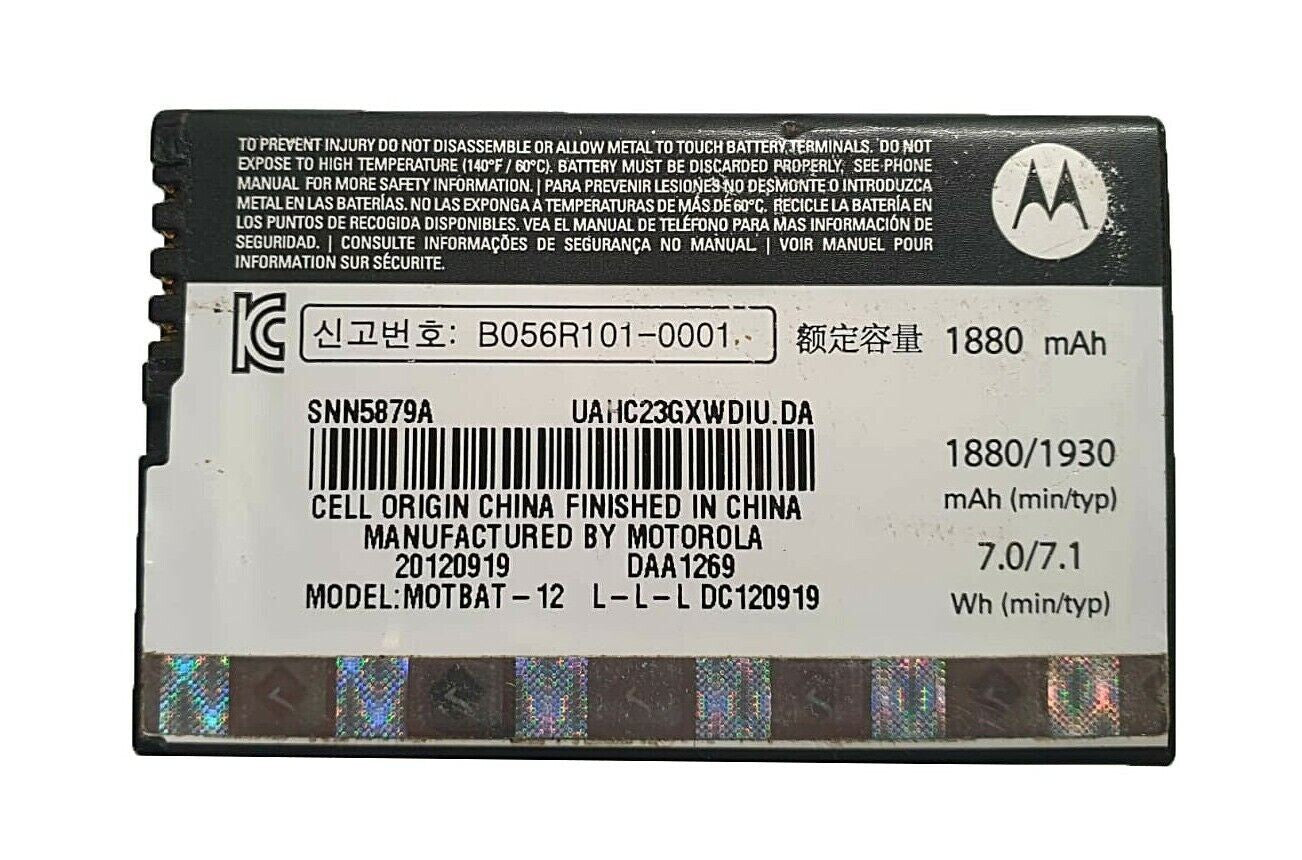 TO PREVENT INJURY DO NOT DISASSEMBLE OR ALLOW METAL TO TOUCH BATTERY TERMINALS. DO NOT
EXPOSE TO HIGH TEMPERATURE (140°F / 60°C). BATTERY MUST BE DISCARDED PROPERLY, SEE PHONE
MANUAL FOR MORE SAFETY INFORMATION. | PARA PREVENIR LESIONES NO DESMONTE O INTRODUZCA
METAL EN LAS BATERÍAS. NO LAS EXPONGA A TEMPERATURAS DE MÁS DE 60°C. RECICLE LA BATERÍA EN
LOS PUNTOS DE RECOGIDA DISPONIBLES. VEA EL MANUAL DE TELÉFONO PARA MAS INFORMACIÓN DE
SEGURIDAD. | CONSULTE INFORMAÇÕES DE SEGURANÇA NO MANUAL. | VOIR MANUEL POUR
INFORMATION SUR SÉCURITE.
KC 신고번호: B056R101-0001 额定容量 1880 mAh
SNN5879A UAHC23GXWDIU.DA
CELL ORIGIN CHINA FINISHED IN CHINA
MANUFACTURED BY MOTOROLA
20120919 DAA1269
MODEL:MOTBAT-12 L-L-L DC120919
1880/1930
mAh (min/typ)
7.0/7.1
Wh (min/typ)